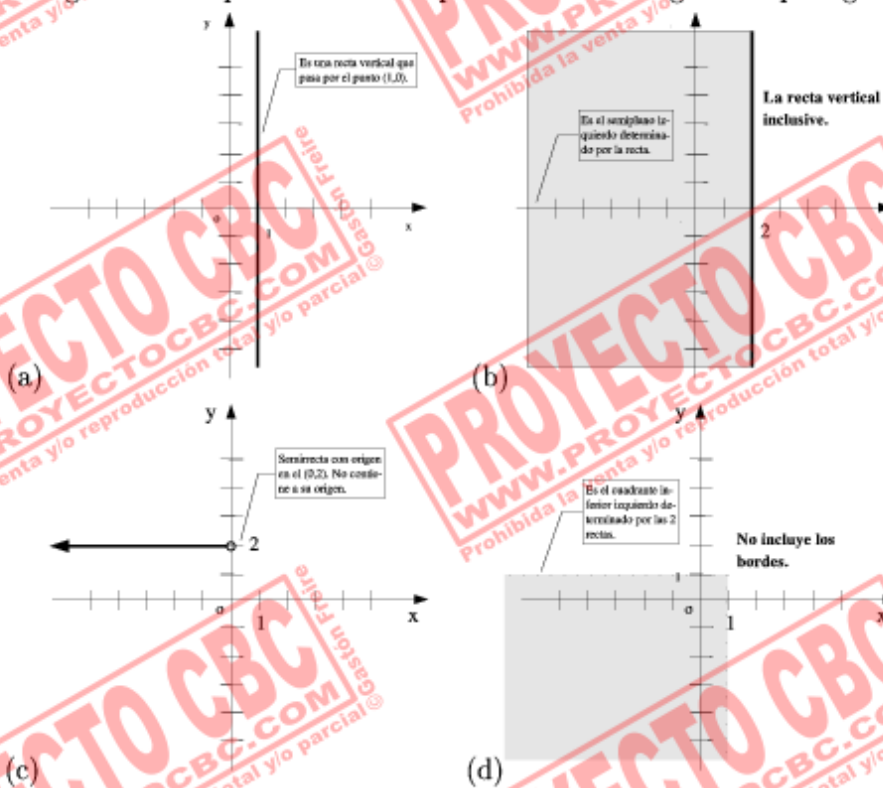 y
Es una recta vertical que
pasa por el punto (1,0).
o
1
x
(a)
Es el semiplano iz-
quierdo determina-
do por la recta.
La recta vertical
inclusive.
2
(b)
y
Semirrecta con origen
en el (0,2). No contie-
ne a su origen.
2
o
1
x
(c)
y
Es el cuadrante in-
ferior izquierdo de-
terminado por las 2
rectas.
No incluye los
bordes.
1
o
1
x
(d)
PROYECTO CBC
WWW.PROYECTOCBC.COM
Prohibida la venta y/o reproducción total y/o parcial
©Gastón Freire